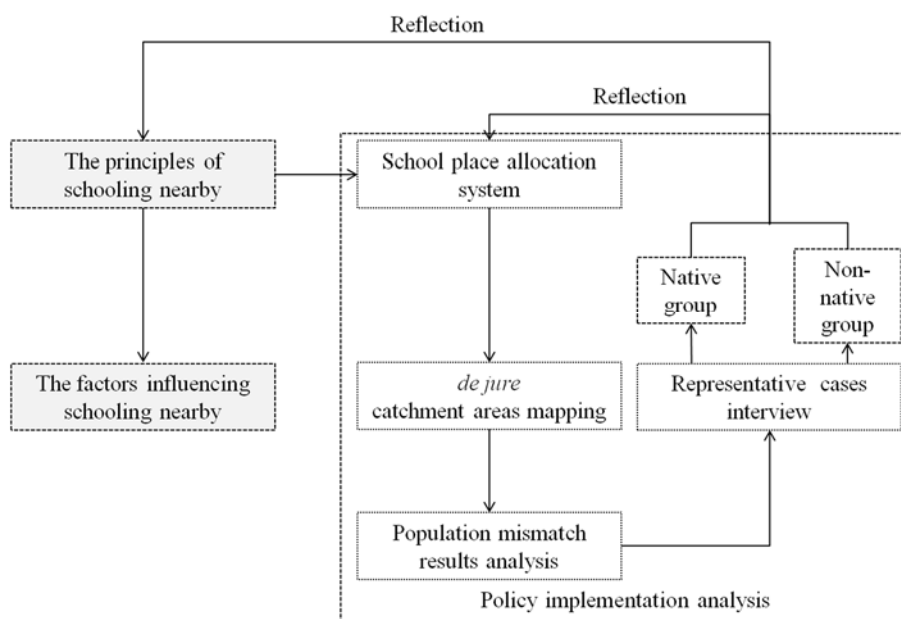 Reflection
Reflection
The principles of
schooling nearby
School place allocation
system
Native
group
Non-
native
group
The factors influencing
schooling nearby
de jure
catchment areas mapping
Representative cases
interview
Population mismatch
results analysis
Policy implementation analysis